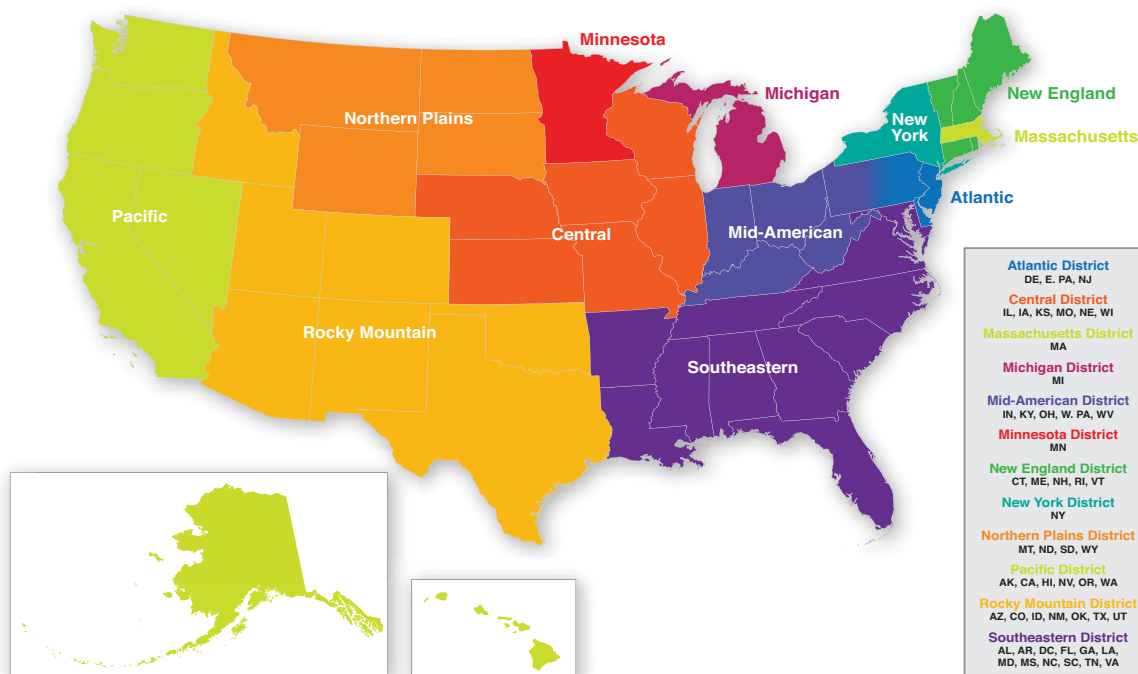 Minnesota
Michigan
New England
Northern Plains
New
York
Massachusetts
Atlantic
Pacific
Central
Mid-American
Rocky Mountain
Southeastern
Atlantic District
DE, E. PA, NJ
Central District
IL, IA, KS, MO, NE, WI
Massachusetts District
MA
Michigan District
MI
Mid-American District
IN, KY, OH, W. PA, WV
Minnesota District
MN
New England District
CT, ME, NH, RI, VT
New York District
NY
Northern Plains District
MT, ND, SD, WY
Pacific District
AK, CA, HI, NV, OR, WA
Rocky Mountain District
AZ, CO, ID, NM, OK, TX, UT
Southeastern District
AL, AR, DC, FL, GA, LA,
MD, MS, NC, SC, TN, VA